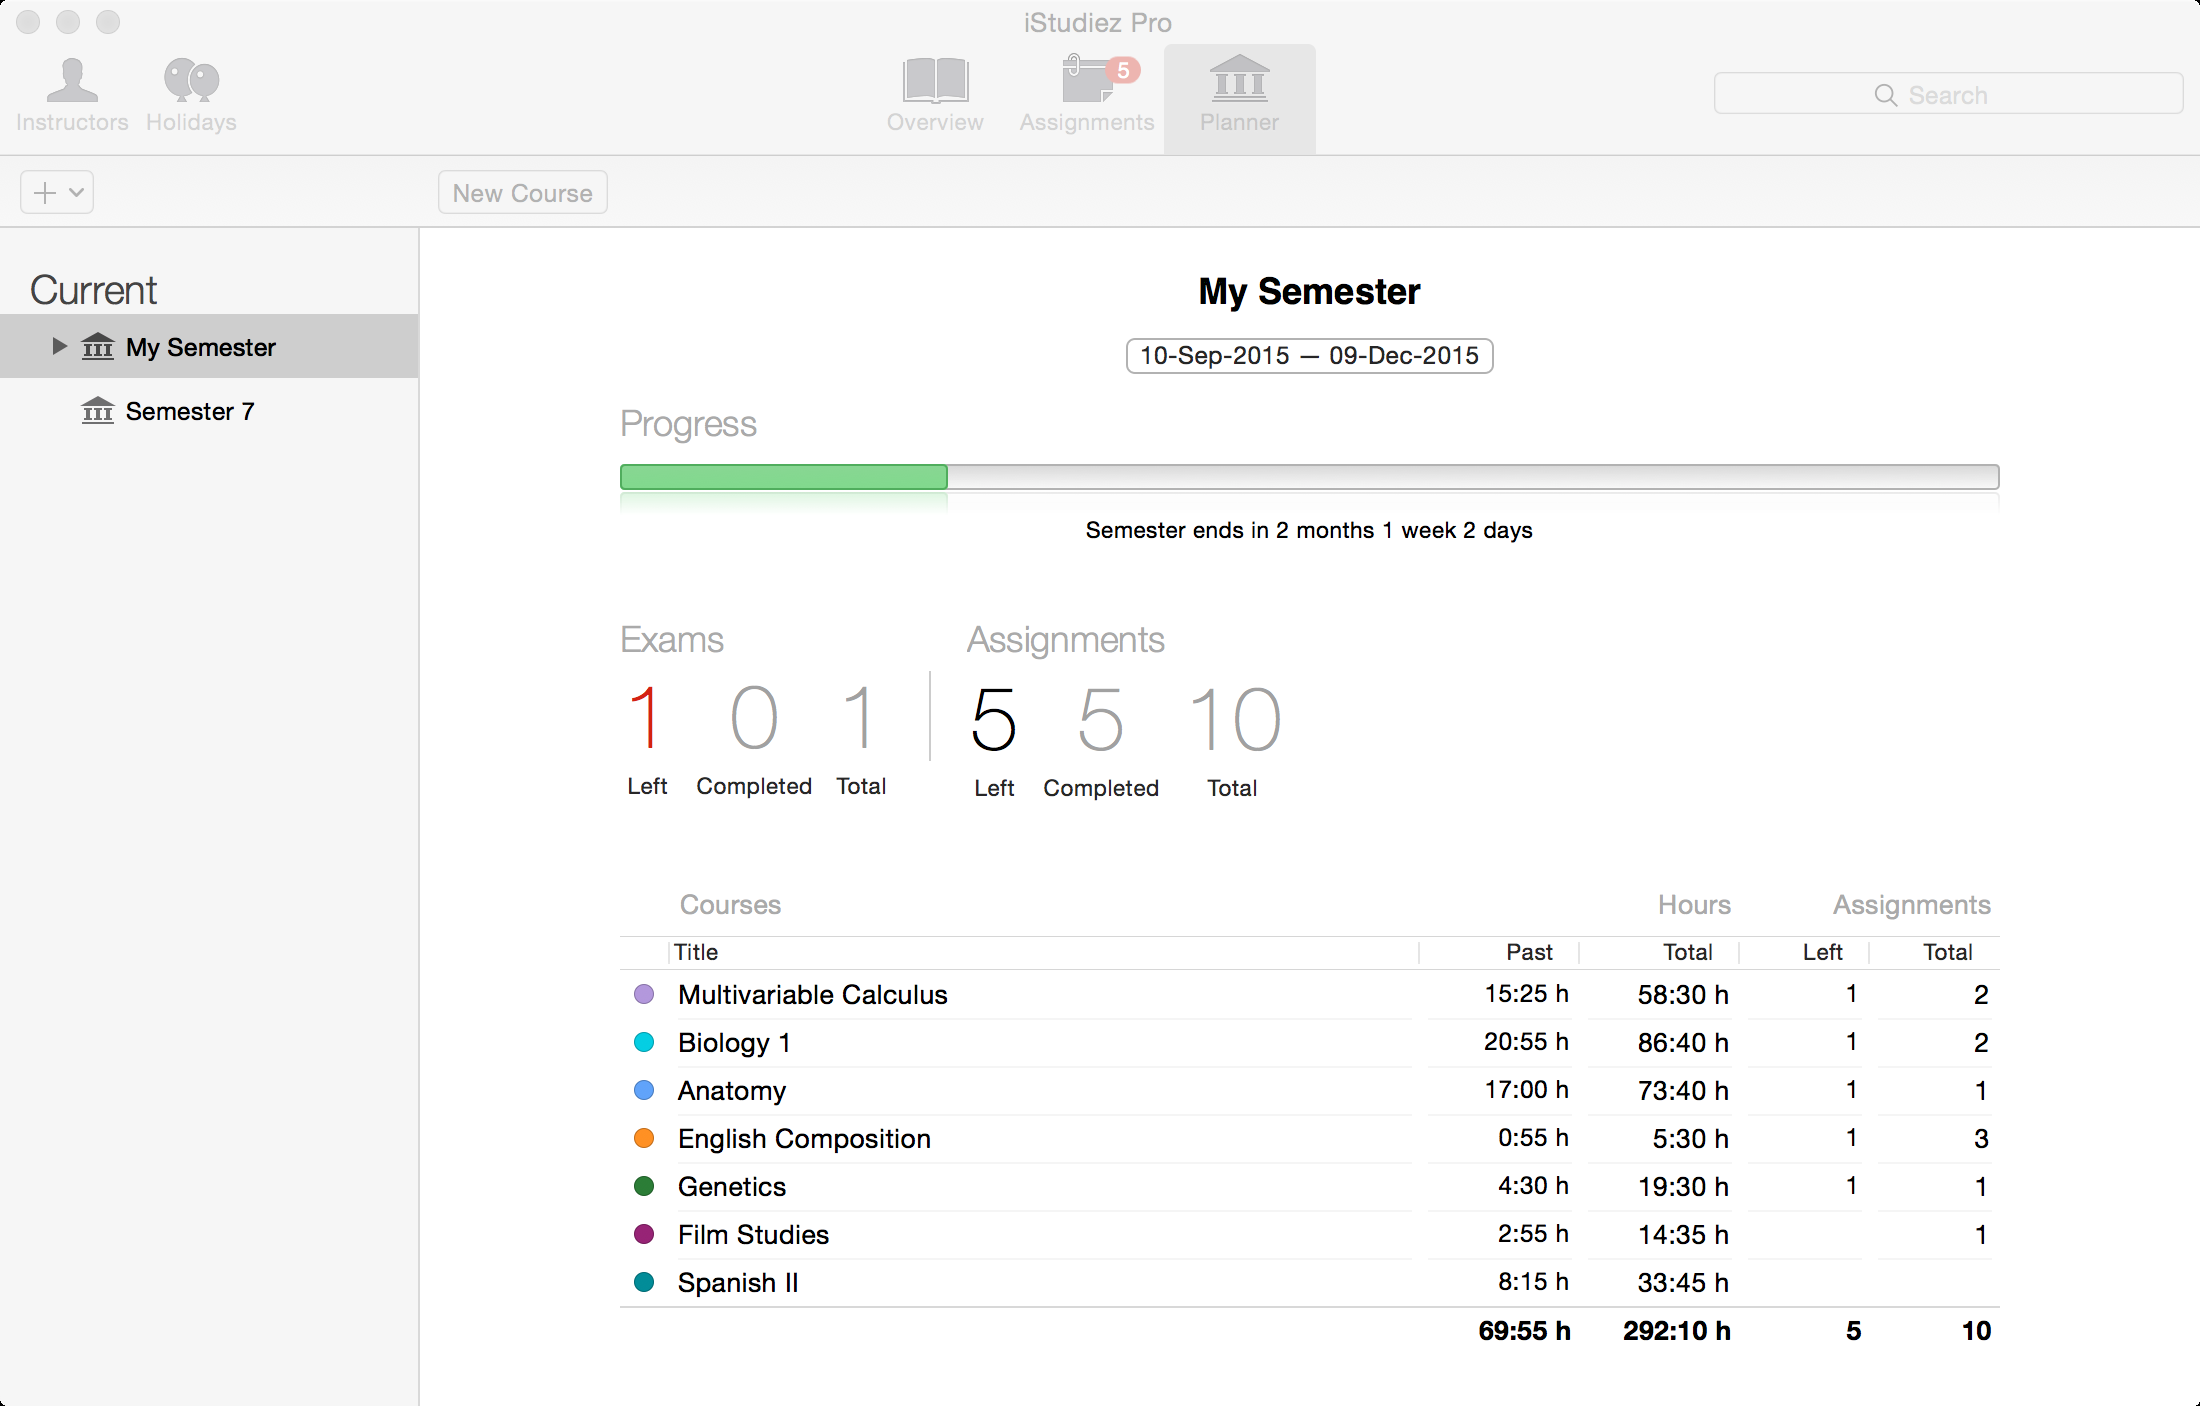 iStudiez Pro
Instructors Holidays Overview Assignments 5 Planner Search
New Course
Current
My Semester
Semester 7
My Semester
10-Sep-2015 — 09-Dec-2015
Progress
Semester ends in 2 months 1 week 2 days
Exams Assignments
1 0 1 5 5 10
Left Completed Total Left Completed Total
Courses Hours Assignments
Title Past Total Left Total
Multivariable Calculus 15:25 h 58:30 h 1 2
Biology 1 20:55 h 86:40 h 1 2
Anatomy 17:00 h 73:40 h 1 1
English Composition 0:55 h 5:30 h 1 3
Genetics 4:30 h 19:30 h 1 1
Film Studies 2:55 h 14:35 h 1
Spanish II 8:15 h 33:45 h
69:55 h 292:10 h 5 10